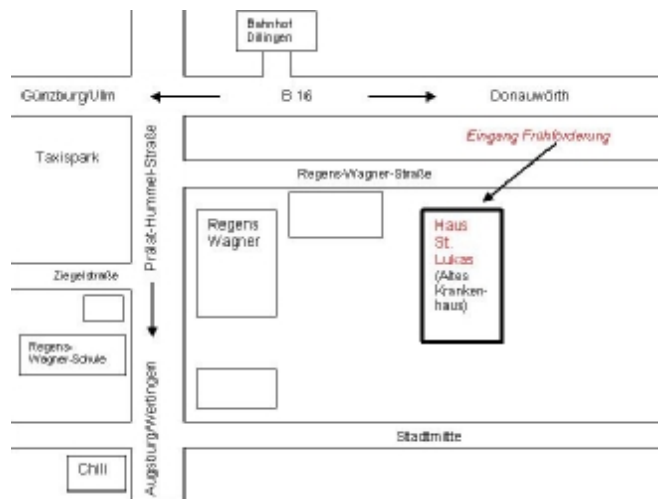 Bahnhof
Dillingen
Günzburg/Ulm
B 16
Donauwörth
Eingang Frühförderung
Taxispark
Prälat-Hummel-Straße
Regens-Wagner-Straße
Regens
Wagner
Haus
St.
Lukas
(Altes
Kranken-
haus)
Ziegelstraße
Regens-
Wagner-Schule
Augsburg/Wertingen
Stadtmitte
Chili